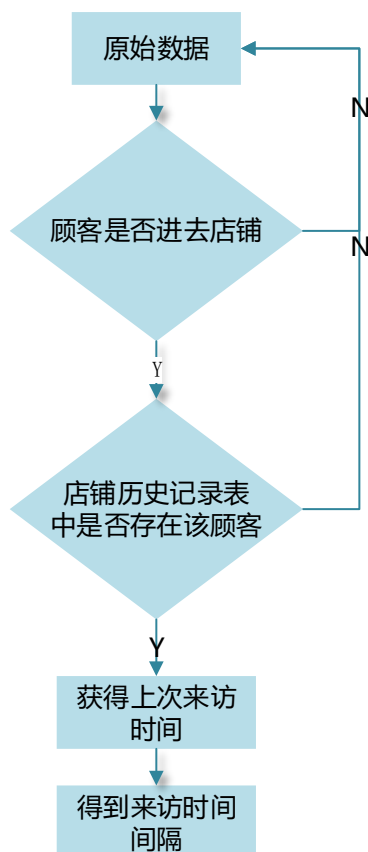 原始数据
N
顾客是否进去店铺
N
Y
店铺历史记录表
中是否存在该顾客
Y
获得上次来访
时间
得到来访时间
间隔